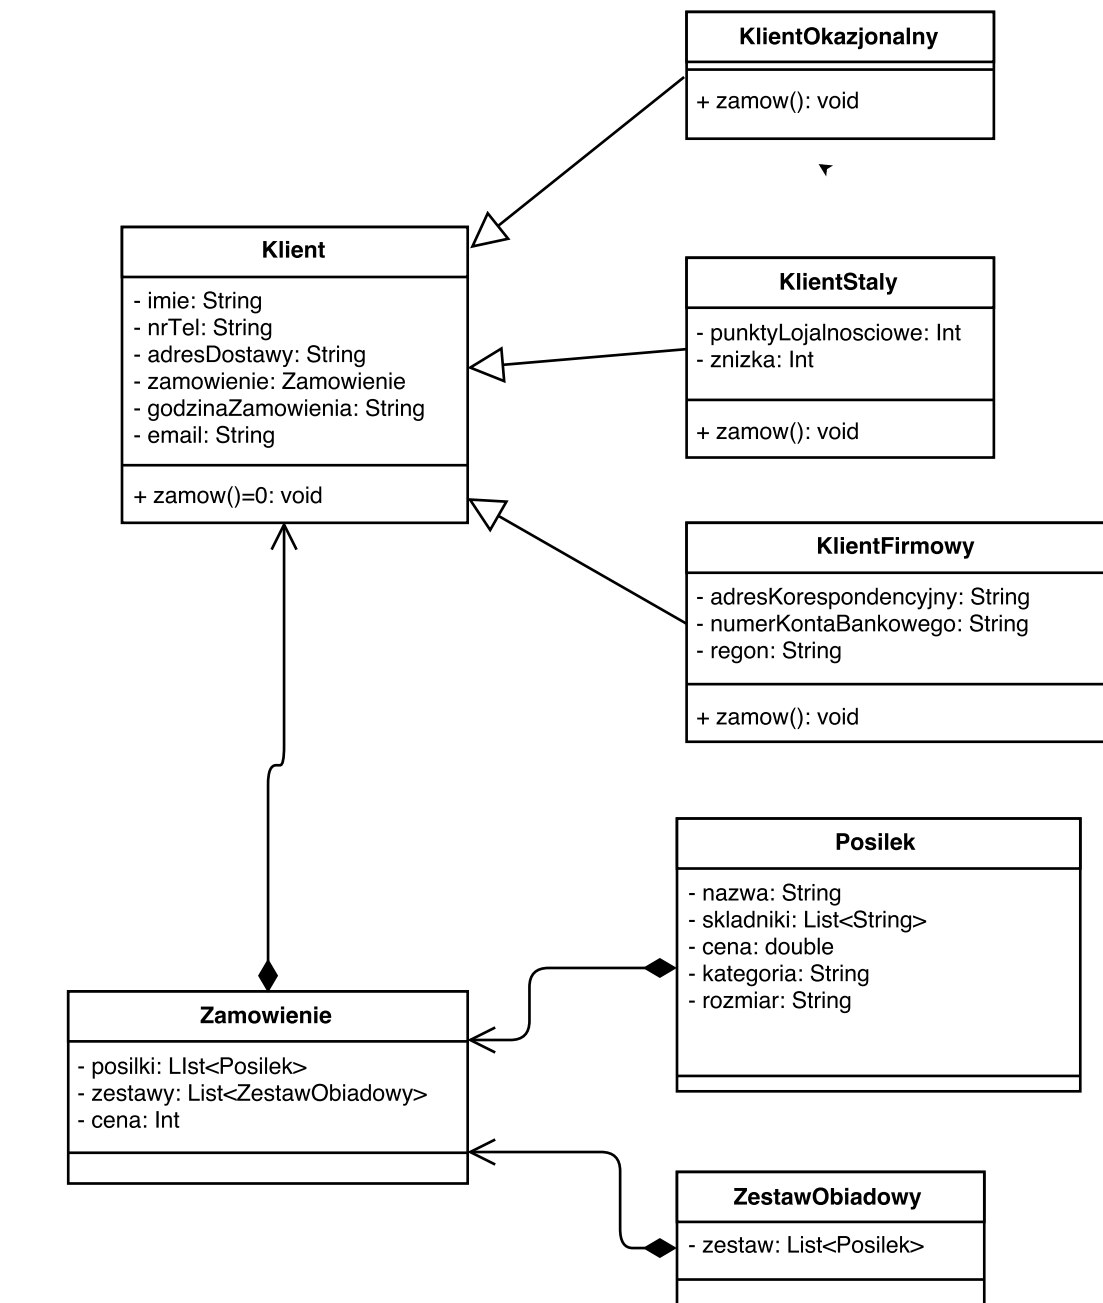 KlientOkazjonalny
+ zamow(): void
Klient
- imie: String
- nrTel: String
- adresDostawy: String
- zamowienie: Zamowienie
- godzinaZamowienia: String
- email: String
+ zamow()=0: void
KlientStaly
- punktyLojalnosciowe: Int
- znizka: Int
+ zamow(): void
KlientFirmowy
- adresKorespondencyjny: String
- numerKontaBankowego: String
- regon: String
+ zamow(): void
Posilek
- nazwa: String
- skladniki: List<String>
- cena: double
- kategoria: String
- rozmiar: String
Zamowienie
- posilki: LIst<Posilek>
- zestawy: List<ZestawObiadowy>
- cena: Int
ZestawObiadowy
- zestaw: List<Posilek>